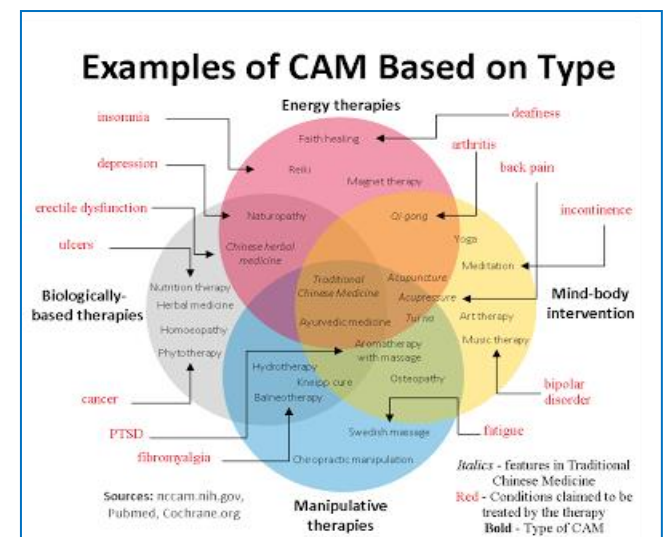 Examples of CAM Based on Type
Energy therapies
insomnia
deafness
Faith healing
arthritis
depression
Reiki
back pain
Magnet therapy
erectile dysfunction
Naturopathy
Qi gong
incontinence
ulcers
Chinese herbal
medicine
Yoga
Meditation
Traditional
Chinese Medicine
Acupuncture
Nutrition therapy
Biologically-
based therapies
Herbal medicine
Acupressure
Mind-body
intervention
Ayurvedic medicine
Tui na
Art therapy
Homoeopathy
Music therapy
Phytotherapy
Aromatherapy
with massage
Hydrotherapy
Kneipp cure
Osteopathy
Balneotherapy
bipolar
disorder
cancer
PTSD
Swedish massage
fatigue
fibromyalgia
Chiropractic manipulation
Italics - features in Traditional
Chinese Medicine
Red - Conditions claimed to be
treated by the therapy
Bold - Type of CAM
Sources: nccam.nih.gov,
Pubmed, Cochrane.org
Manipulative
therapies